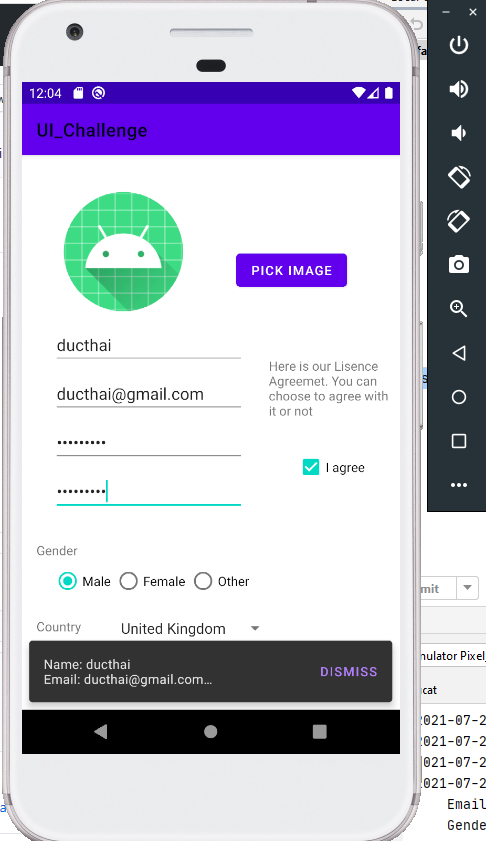 12:04
UI_Challenge
PICK IMAGE
ducthai
ducthai@gmail.com
•••••••••
•••••••••
Here is our Lisence
Agreemet. You can
choose to agree with
it or not
I agree
Gender
Male Female Other
Country United Kingdom
Name: ducthai
Email: ducthai@gmail.com…
DISMISS
mit
nulator Pixel_
cat
2021-07-2
2021-07-2
2021-07-2
2021-07-2
Email
Gende